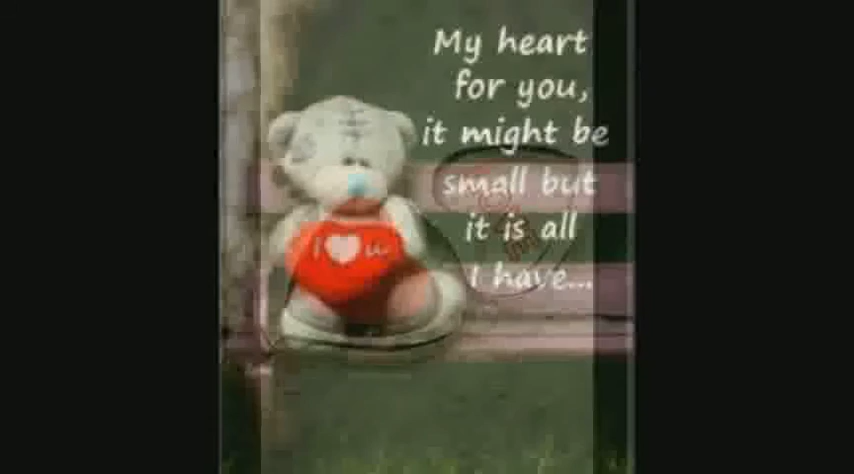 My heart
for you,
it might be
small but
it is all
I have...
I ❤ u